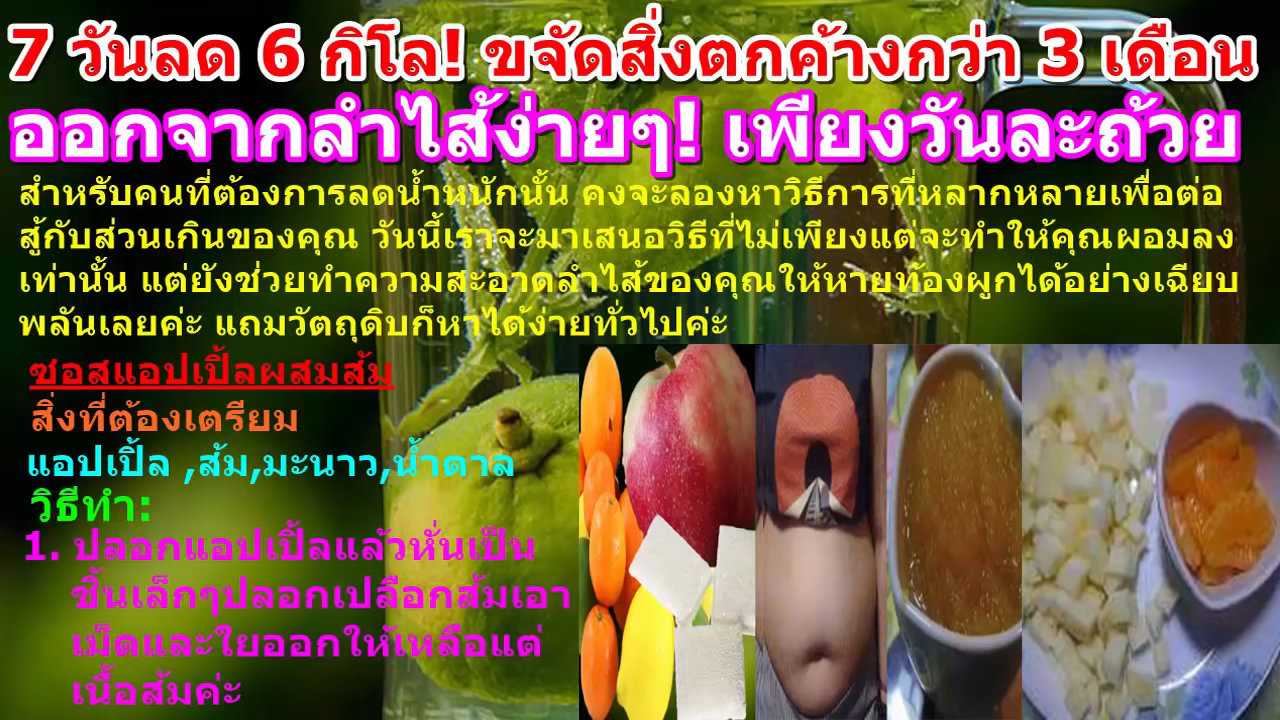 7 วันลด 6 กิโล! ขจัดสิ่งตกค้างกว่า 3 เดือน
ออกจากลำไส้ง่ายๆ! เพียงวันละถ้วย
สำหรับคนที่ต้องการลดน้ำหนักนั้น คงจะลองหาวิธีการที่หลากหลายเพื่อต่อ
สู้กับส่วนเกินของคุณ วันนี้เราจะมาเสนอวิธีที่ไม่เพียงแต่จะทำให้คุณผอมลง
เท่านั้น แต่ยังช่วยทำความสะอาดลำไส้ของคุณให้หายท้องผูกได้อย่างเฉียบ
พลันเลยค่ะ แถมวัตถุดิบก็หาได้ง่ายทั่วไปค่ะ
ซอสแอปเปิ้ลผสมส้ม
สิ่งที่ต้องเตรียม
แอปเปิ้ล ,ส้ม,มะนาว,น้ำตาล
วิธีทำ:
1. ปลอกแอปเปิ้ลแล้วหั่นเป็น
ชิ้นเล็กๆปลอกเปลือกส้มเอา
เม็ดและใยออกให้เหลือแต่
เนื้อส้มค่ะ